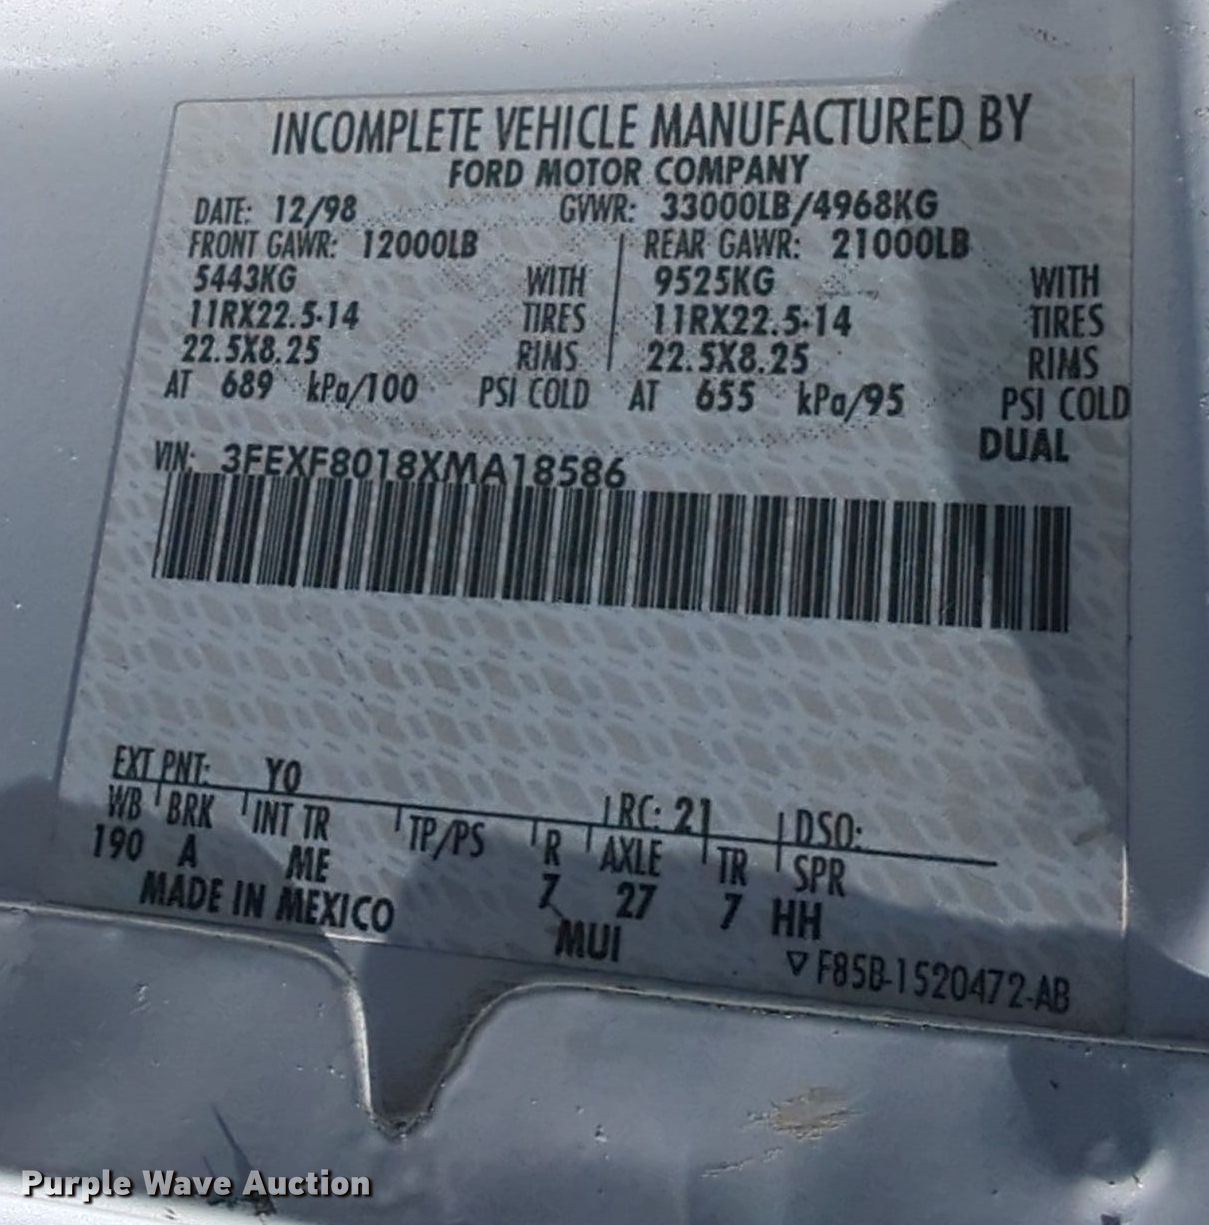 INCOMPLETE VEHICLE MANUFACTURED BY
FORD MOTOR COMPANY
DATE: 12/98 GVWR: 33000LB/4968KG
FRONT GAWR: 12000LB REAR GAWR: 21000LB
5443KG WITH 9525KG WITH
11RX22.5-14 TIRES 11RX22.5-14 TIRES
22.5X8.25 RIMS 22.5X8.25 RIMS
AT 689 kPa/100 PSI COLD AT 655 kPa/95 PSI COLD
DUAL
VIN: 3FEXF8018XMA18586
EXT PNT: YO RC: 21 DSO:
WB BRK INT TR TP/PS R AXLE TR SPR
190 A ME 7 27 7 HH
MADE IN MEXICO MUI
F85B-1520472-AB
Purple Wave Auction